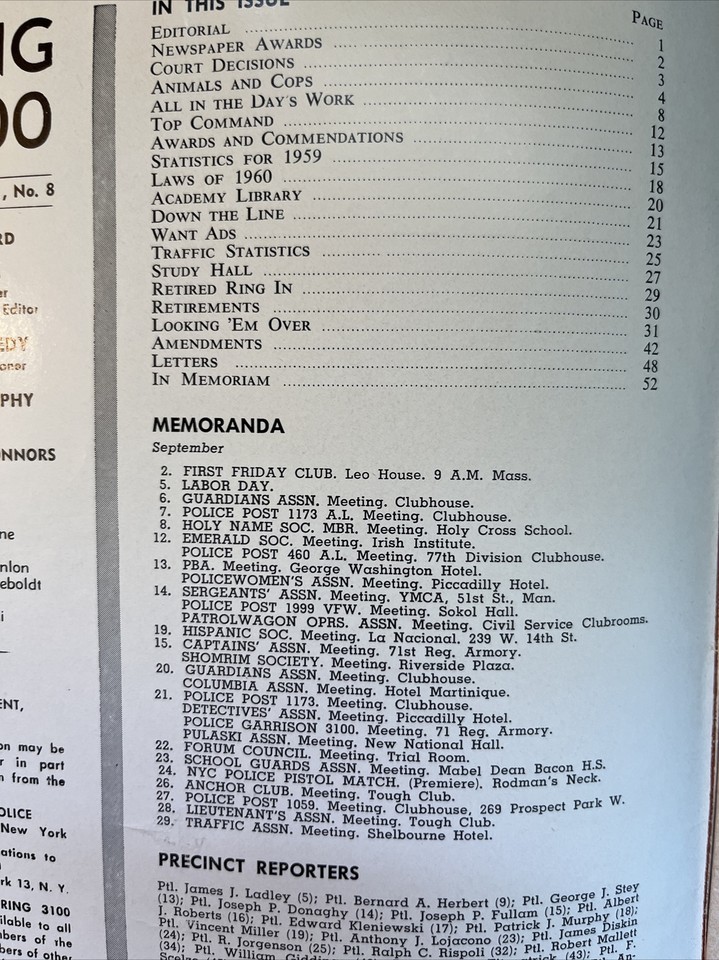 NG
00
, No. 8
RD
er
Editor
EDY
oner
PHY
NNORS
ne
nlon
eboldt
i
ENT,
on may be
r in part
n from the
OLICE
New York
ations to
rk 13, N. Y.
RING 3100
ilable to all
mbers of the
bers of other
IN THIS ISSUE
PAGE
EDITORIAL 1
NEWSPAPER AWARDS 2
COURT DECISIONS 3
ANIMALS AND COPS 4
ALL IN THE DAY'S WORK 8
TOP COMMAND 12
AWARDS AND COMMENDATIONS 13
STATISTICS FOR 1959 15
LAWS OF 1960 18
ACADEMY LIBRARY 20
DOWN THE LINE 21
WANT ADS 23
TRAFFIC STATISTICS 25
STUDY HALL 27
RETIRED RING IN 29
RETIREMENTS 30
LOOKING 'EM OVER 31
AMENDMENTS 42
LETTERS 48
IN MEMORIAM 52
MEMORANDA
September
2. FIRST FRIDAY CLUB. Leo House. 9 A.M. Mass.
5. LABOR DAY.
6. GUARDIANS ASSN. Meeting. Clubhouse.
7. POLICE POST 1173 A.L. Meeting. Clubhouse.
8. HOLY NAME SOC. MBR. Meeting. Holy Cross School.
12. EMERALD SOC. Meeting. Irish Institute.
POLICE POST 460 A.L. Meeting. 77th Division Clubhouse.
13. PBA. Meeting. George Washington Hotel.
POLICEWOMEN'S ASSN. Meeting. Piccadilly Hotel.
14. SERGEANTS' ASSN. Meeting. YMCA, 51st St., Man.
POLICE POST 1999 VFW. Meeting. Sokol Hall.
PATROLWAGON OPRS. ASSN. Meeting. Civil Service Clubrooms.
19. HISPANIC SOC. Meeting. La Nacional. 239 W. 14th St.
15. CAPTAINS' ASSN. Meeting. 71st Reg. Armory.
SHOMRIM SOCIETY. Meeting. Riverside Plaza.
20. GUARDIANS ASSN. Meeting. Clubhouse.
COLUMBIA ASSN. Meeting. Hotel Martinique.
21. POLICE POST 1173. Meeting. Clubhouse.
DETECTIVES' ASSN. Meeting. Piccadilly Hotel.
POLICE GARRISON 3100. Meeting. 71 Reg. Armory.
PULASKI ASSN. Meeting. New National Hall.
22. FORUM COUNCIL. Meeting. Trial Room.
23. SCHOOL GUARDS ASSN. Meeting. Mabel Dean Bacon H.S.
24. NYC POLICE PISTOL MATCH. (Premiere). Rodman's Neck.
26. ANCHOR CLUB. Meeting. Tough Club.
27. POLICE POST 1059. Meeting. Clubhouse, 269 Prospect Park W.
28. LIEUTENANT'S ASSN. Meeting. Tough Club.
29. TRAFFIC ASSN. Meeting. Shelbourne Hotel.
PRECINCT REPORTERS
Ptl. James J. Ladley (5); Ptl. Bernard A. Herbert (9); Ptl. George J. Stey
(13); Ptl. Joseph P. Donaghy (14); Ptl. Joseph P. Fullam (15); Ptl. Albert
J. Roberts (16); Ptl. Edward Kleniewski (17); Ptl. Patrick J. Murphy (18);
Ptl. Vincent Miller (19); Ptl. Anthony J. Lojacono (23); Ptl. James Diskin
(24); Ptl. R. Jorgenson (25); Ptl. Ralph C. Rispoli (32); Ptl. Robert Mallett
(34); Ptl. William (43); Ptl. F.